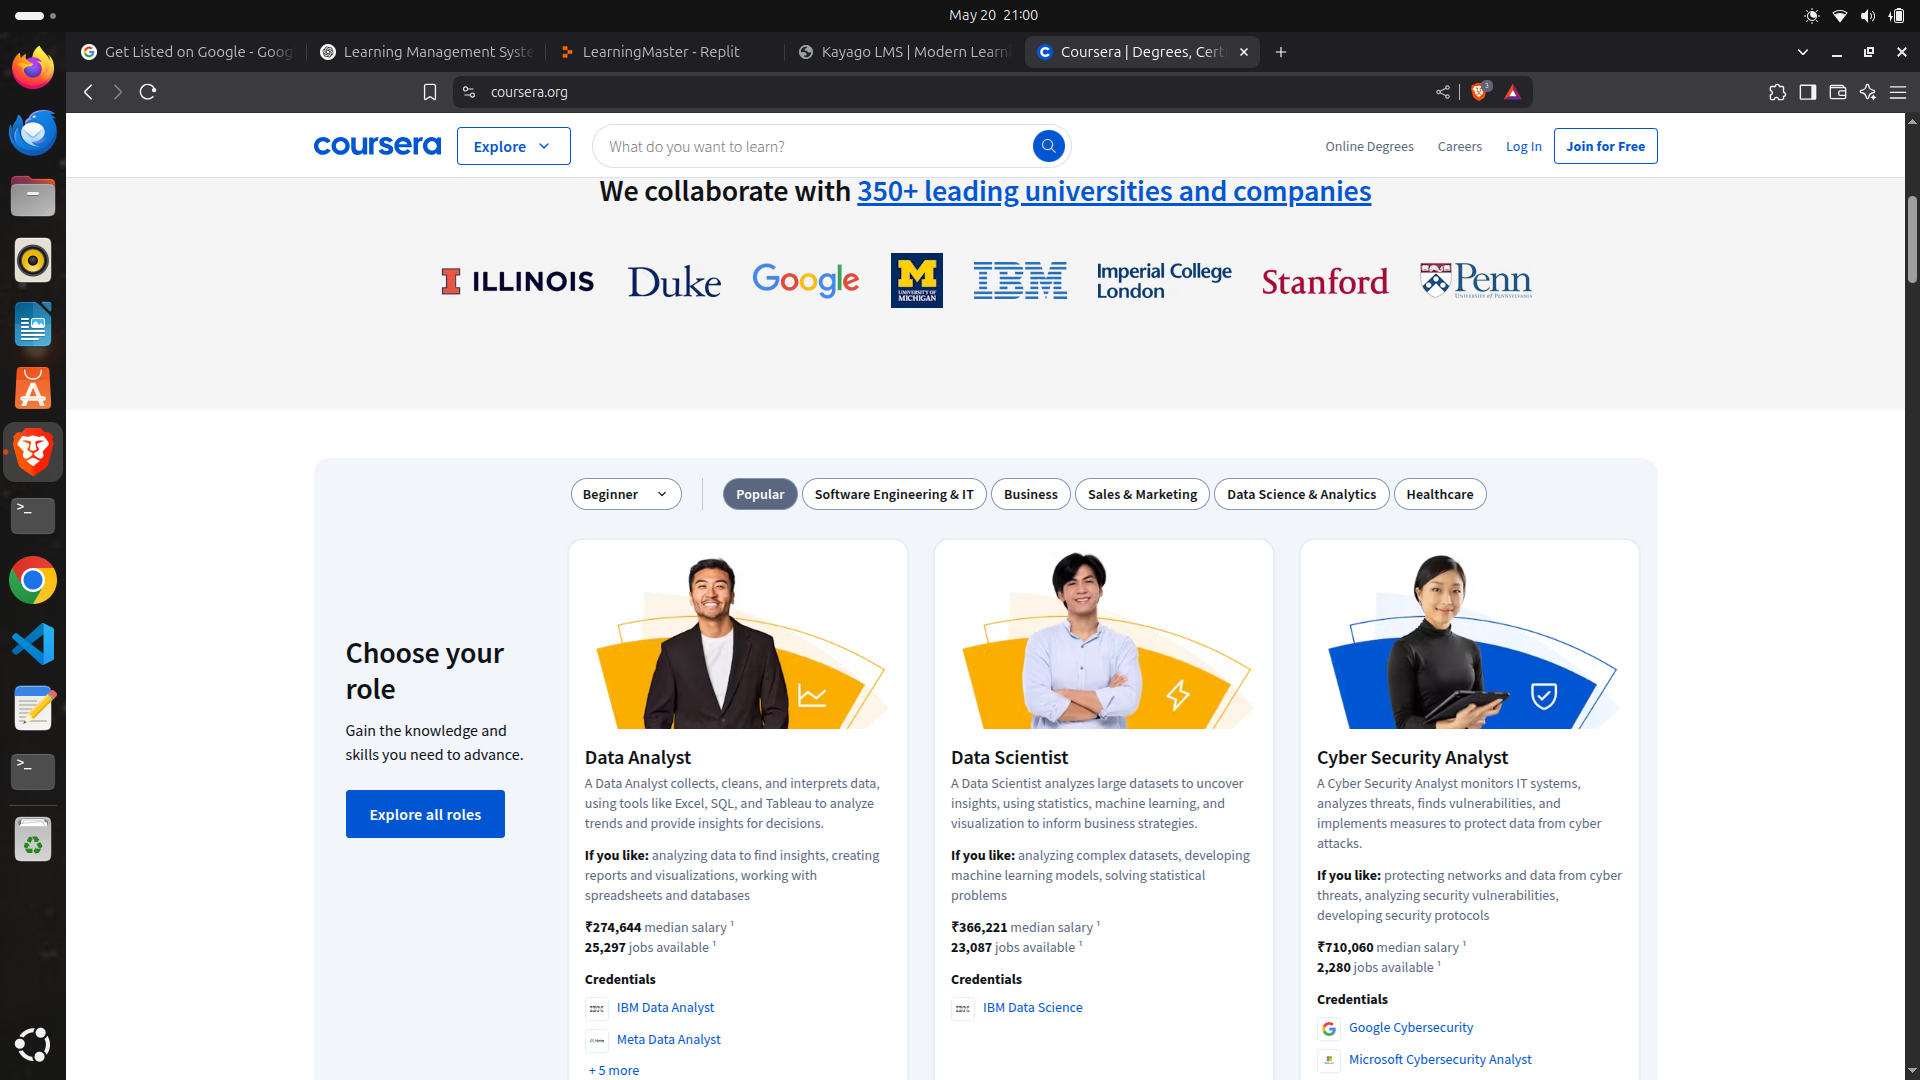 May 20 21:00
Get Listed on Google - Goog
Learning Management Syste
LearningMaster - Replit
Kayago LMS | Modern Learni
Coursera | Degrees, Cert
coursera.org
3
coursera
Explore
What do you want to learn?
Online Degrees
Careers
Log In
Join for Free
We collaborate with 350+ leading universities and companies
I ILLINOIS
Duke
Google
M
UNIVERSITY OF
MICHIGAN
IBM
Imperial College
London
Stanford
Penn
UNIVERSITY OF PENNSYLVANIA
Beginner
Popular
Software Engineering & IT
Business
Sales & Marketing
Data Science & Analytics
Healthcare
Choose your
role
Gain the knowledge and
skills you need to advance.
Explore all roles
Data Analyst
A Data Analyst collects, cleans, and interprets data,
using tools like Excel, SQL, and Tableau to analyze
trends and provide insights for decisions.
If you like: analyzing data to find insights, creating
reports and visualizations, working with
spreadsheets and databases
₹274,644 median salary ¹
25,297 jobs available ¹
Credentials
IBM
IBM Data Analyst
Meta Data Analyst
+ 5 more
Data Scientist
A Data Scientist analyzes large datasets to uncover
insights, using statistics, machine learning, and
visualization to inform business strategies.
If you like: analyzing complex datasets, developing
machine learning models, solving statistical
problems
₹366,221 median salary ¹
23,087 jobs available ¹
Credentials
IBM
IBM Data Science
Cyber Security Analyst
A Cyber Security Analyst monitors IT systems,
analyzes threats, finds vulnerabilities, and
implements measures to protect data from cyber
attacks.
If you like: protecting networks and data from cyber
threats, analyzing security vulnerabilities,
developing security protocols
₹710,060 median salary ¹
2,280 jobs available ¹
Credentials
Google Cybersecurity
Microsoft Cybersecurity Analyst